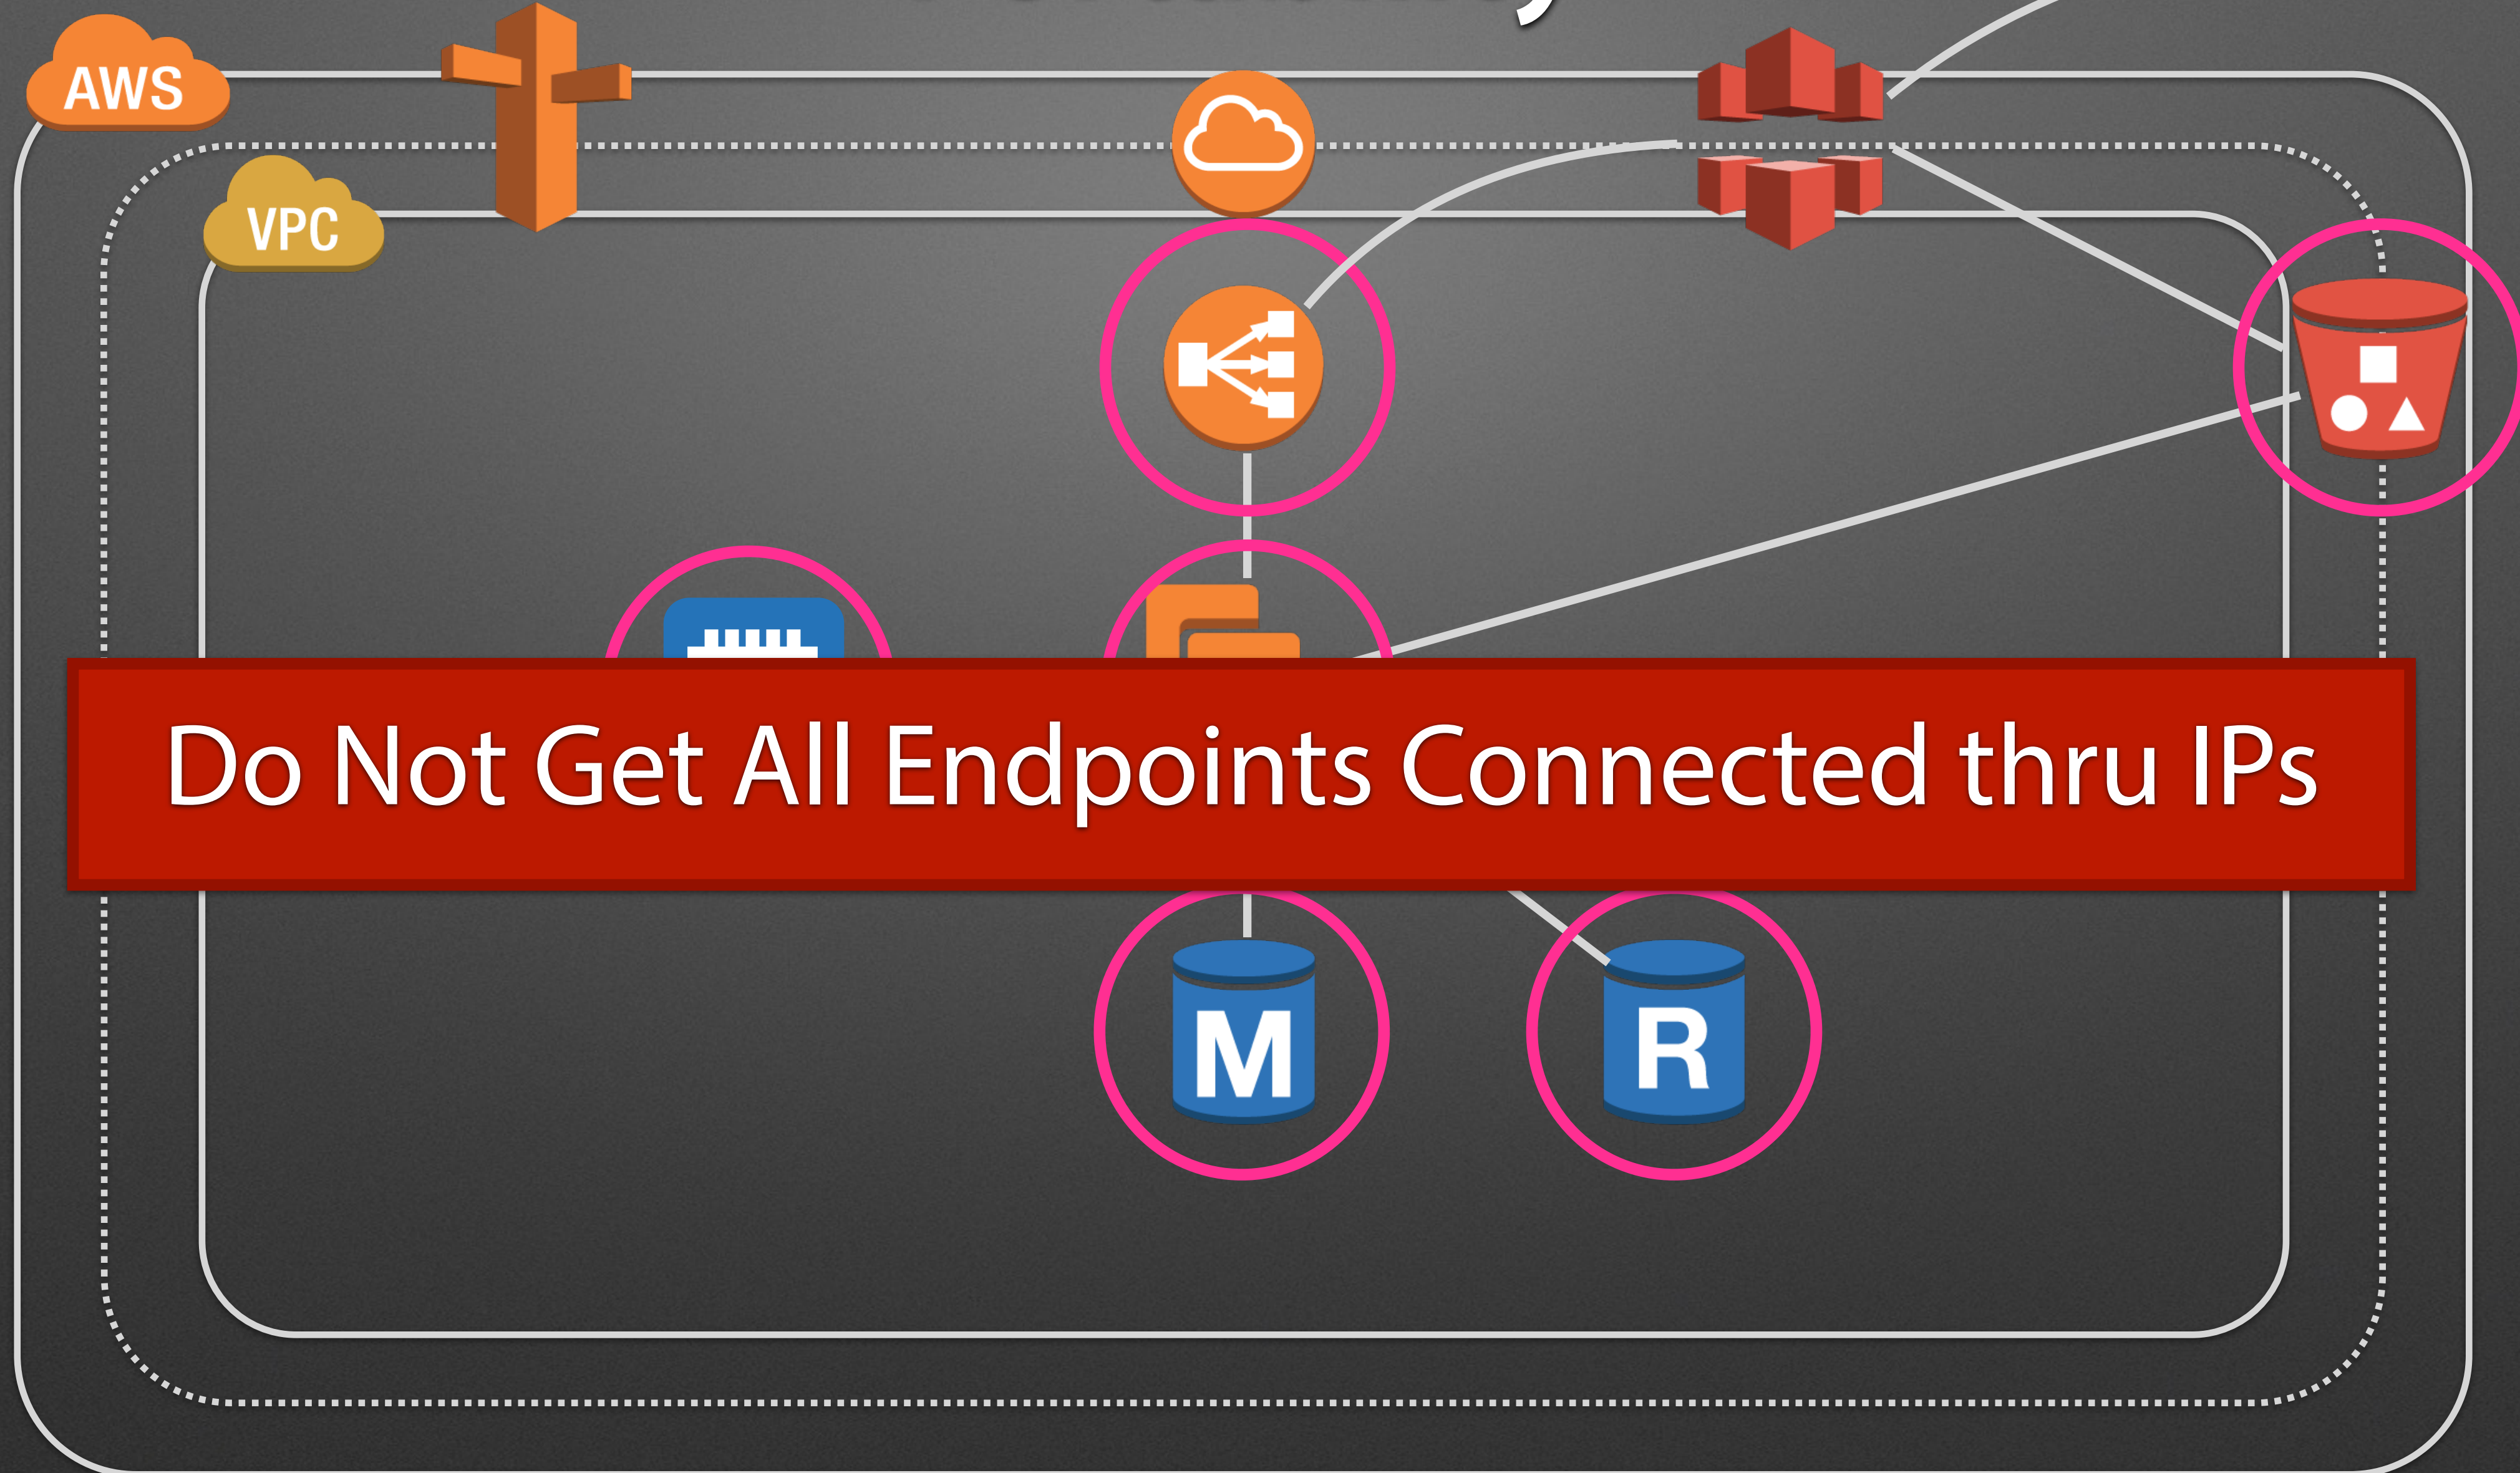 AWS
VPC
Do Not Get All Endpoints Connected thru IPs
M
R